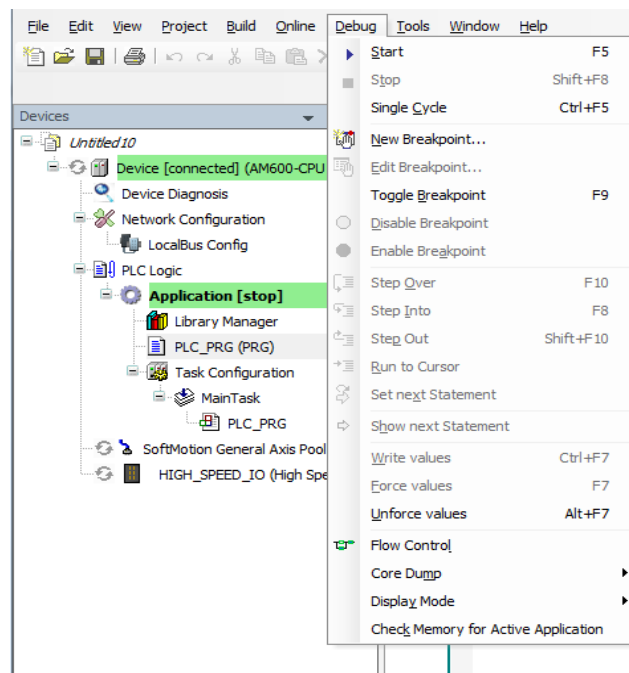 File Edit View Project Build Online Debug Tools Window Help
Devices
Untitled10
Device [connected] (AM600-CPU
Device Diagnosis
Network Configuration
LocalBus Config
PLC Logic
Application [stop]
Library Manager
PLC_PRG (PRG)
Task Configuration
MainTask
PLC_PRG
SoftMotion General Axis Pool
HIGH_SPEED_IO (High Spe
Start F5
Stop Shift+F8
Single Cycle Ctrl+F5
New Breakpoint...
Edit Breakpoint...
Toggle Breakpoint F9
Disable Breakpoint
Enable Breakpoint
Step Over F10
Step Into F8
Step Out Shift+F10
Run to Cursor
Set next Statement
Show next Statement
Write values Ctrl+F7
Force values F7
Unforce values Alt+F7
Flow Control
Core Dump
Display Mode
Check Memory for Active Application